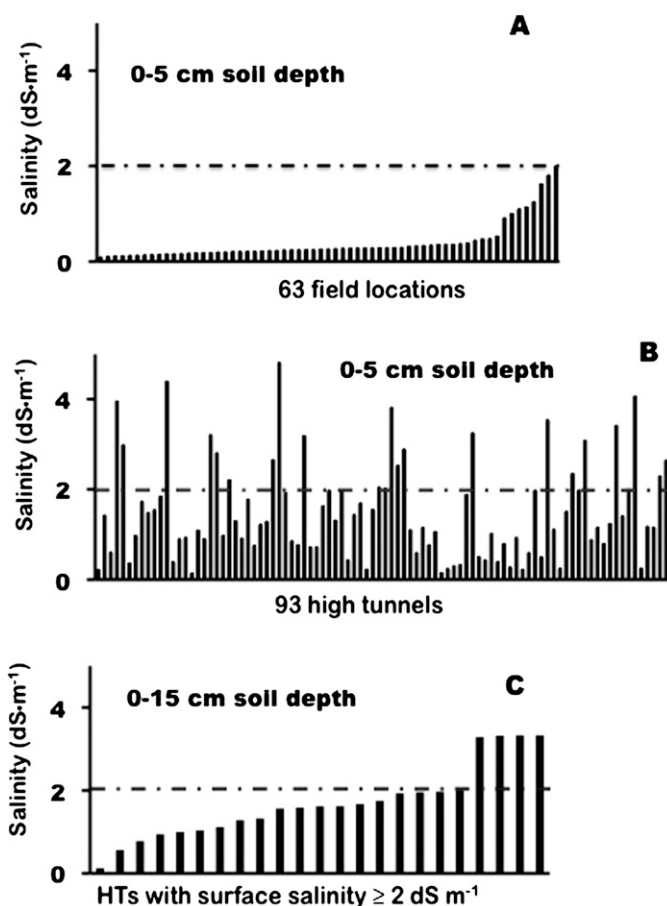 A
0-5 cm soil depth
Salinity (dS•m⁻¹)
4
2
0
63 field locations
B
0-5 cm soil depth
Salinity (dS•m⁻¹)
4
2
0
93 high tunnels
C
0-15 cm soil depth
Salinity (dS•m⁻¹)
4
2
0
HTs with surface salinity ≥ 2 dS m⁻¹